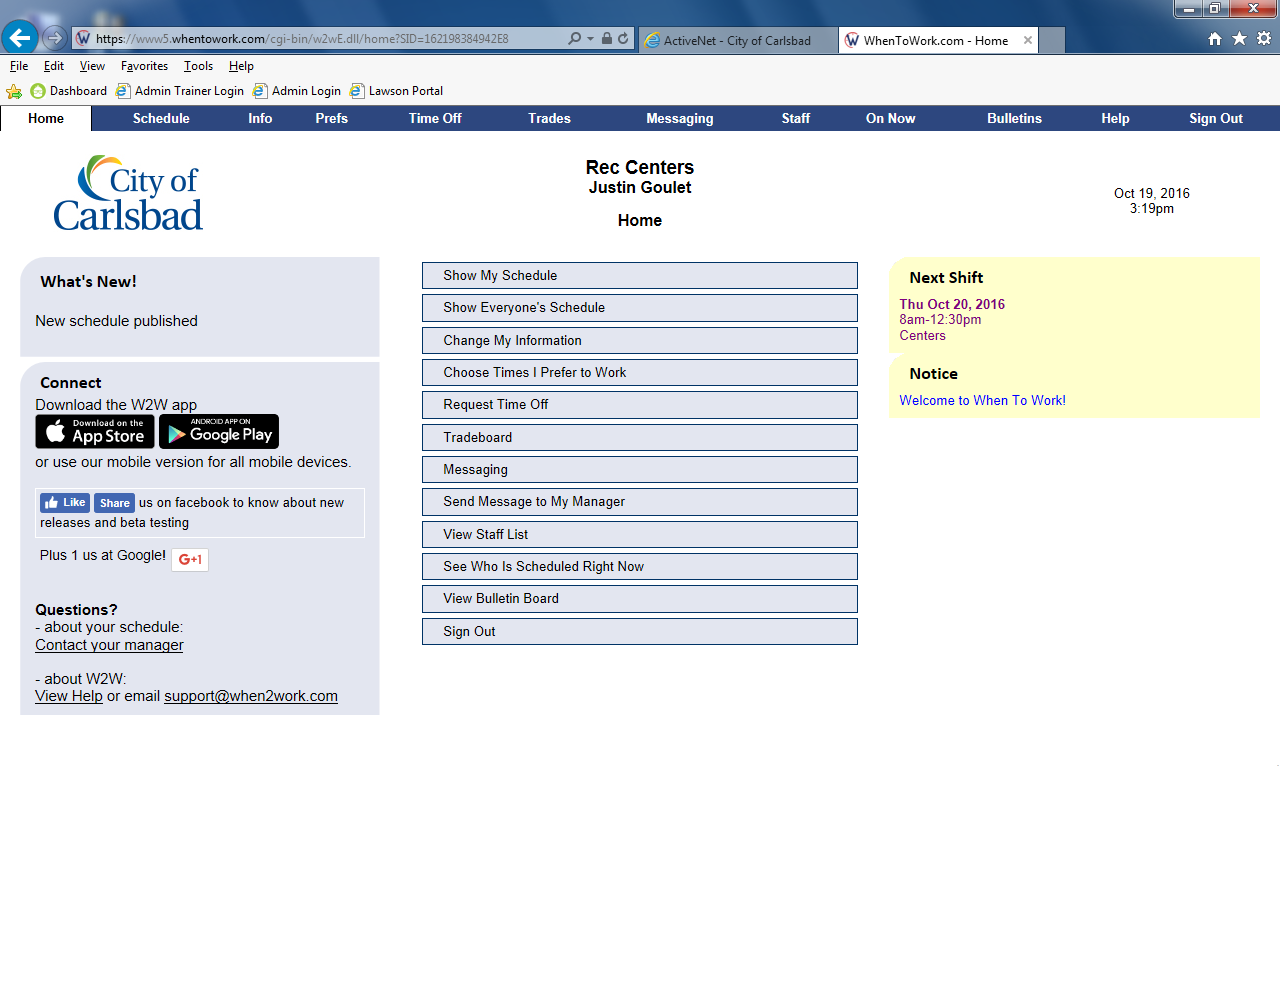 https://www5.whentowork.com/cgi-bin/w2wE.dll/home?SID=162198384942E8
ActiveNet - City of Carlsbad
WhenToWork.com - Home
File Edit View Favorites Tools Help
Dashboard Admin Trainer Login Admin Login Lawson Portal
Home Schedule Info Prefs Time Off Trades Messaging Staff On Now Bulletins Help Sign Out
City of
Carlsbad
Rec Centers
Justin Goulet
Home
Oct 19, 2016
3:19pm
What's New!
New schedule published
Connect
Download the W2W app
Download on the
App Store
ANDROID APP ON
Google Play
or use our mobile version for all mobile devices.
Like Share us on facebook to know about new
releases and beta testing
Plus 1 us at Google! G+1
Questions?
- about your schedule:
Contact your manager
- about W2W:
View Help or email support@when2work.com
Show My Schedule
Show Everyone's Schedule
Change My Information
Choose Times I Prefer to Work
Request Time Off
Tradeboard
Messaging
Send Message to My Manager
View Staff List
See Who Is Scheduled Right Now
View Bulletin Board
Sign Out
Next Shift
Thu Oct 20, 2016
8am-12:30pm
Centers
Notice
Welcome to When To Work!